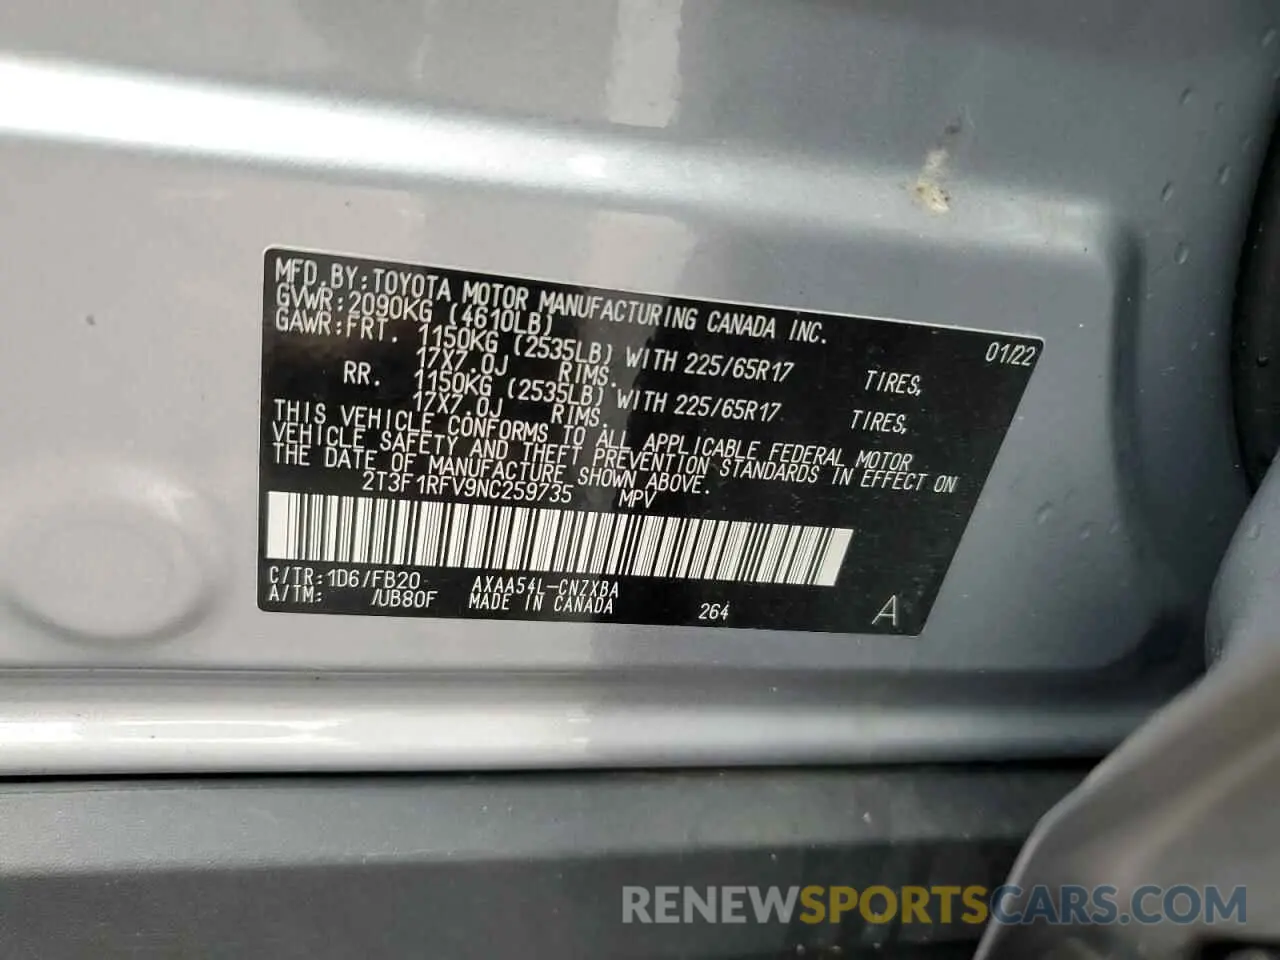 MFD.BY:TOYOTA MOTOR MANUFACTURING CANADA INC.
GVWR:2090KG (4610LB) 01/22
GAWR:FRT. 1150KG (2535LB) WITH 225/65R17 TIRES,
17X7.0J RIMS.
RR. 1150KG (2535LB) WITH 225/65R17 TIRES,
17X7.0J RIMS.
THIS VEHICLE CONFORMS TO ALL APPLICABLE FEDERAL MOTOR
VEHICLE SAFETY AND THEFT PREVENTION STANDARDS IN EFFECT ON
THE DATE OF MANUFACTURE SHOWN ABOVE.
2T3F1RFV9NC259735 MPV
C/TR:1D6/FB20 AXAA54L-CNZXBA
A/TM: /UB80F MADE IN CANADA 264 A
RENEWSPORTSCARS.COM